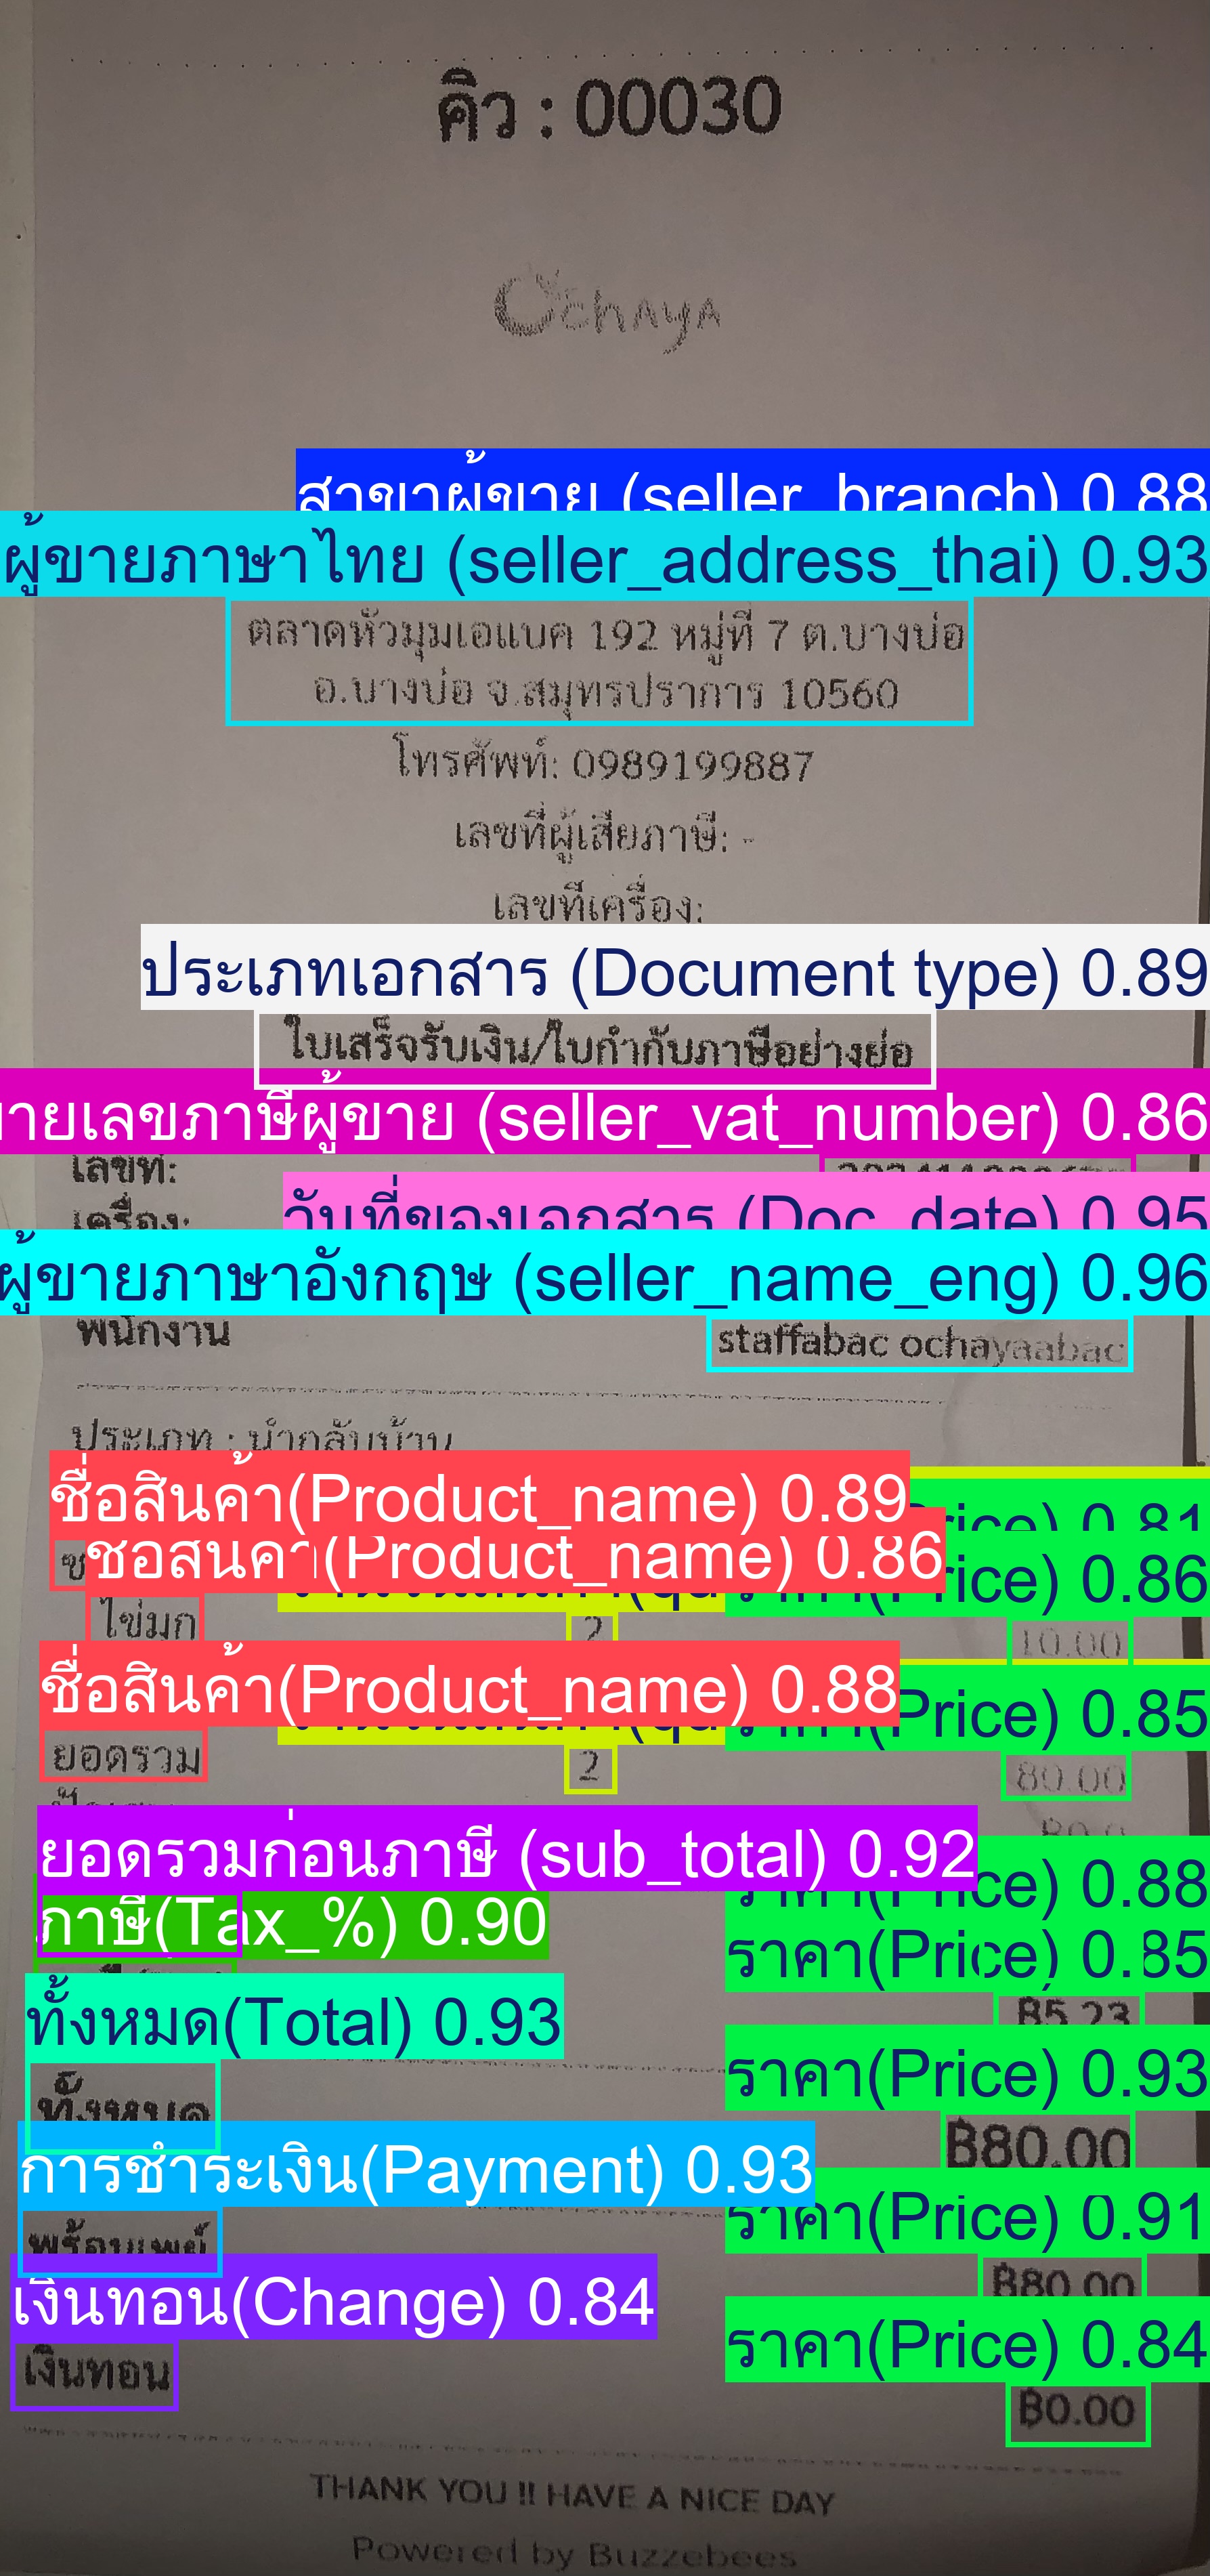 คิว : 00030
Ochaya
สาขาผู้ขาย (seller_branch) 0.88
ผู้ขายภาษาไทย (seller_address_thai) 0.93
ตลาดหัวมุมเอแบค 192 หมู่ที่ 7 ต.บางบ่อ
อ.บางบ่อ จ.สมุทรปราการ 10560
โทรศัพท์: 0989199887
เลขที่ผู้เสียภาษี: -
เลขที่เครื่อง:
ประเภทเอกสาร (Document type) 0.89
ใบเสร็จรับเงิน/ใบกำกับภาษีอย่างย่อ
ายเลขภาษีผู้ขาย (seller_vat_number) 0.86
เลขที่:
เครื่อง: วันที่ของเอกสาร (Doc_date) 0.95
ผู้ขายภาษาอังกฤษ (seller_name_eng) 0.96
พนักงาน staffabac ochayaabac
ประเภท : นำกลับบ้าน
ชื่อสินค้า(Product_name) 0.89 rice) 0.81
ชื่อสินค้า(Product_name) 0.86 rice) 0.86
ไข่มุก 2 10.00
ชื่อสินค้า(Product_name) 0.88 Price) 0.85
ยอดรวม 2 80.00
ยอดรวมก่อนภาษี (sub_total) 0.92 ราคา(Price) 0.88
ภาษี(Tax_%) 0.90 ราคา(Price) 0.85
฿5.23
ทั้งหมด(Total) 0.93 ราคา(Price) 0.93
ทั้งหมด ฿80.00
การชำระเงิน(Payment) 0.93 ราคา(Price) 0.91
พร้อมเพย์ ฿80.00
เงินทอน(Change) 0.84 ราคา(Price) 0.84
เงินทอน ฿0.00
THANK YOU !! HAVE A NICE DAY
Powered by Buzzebees